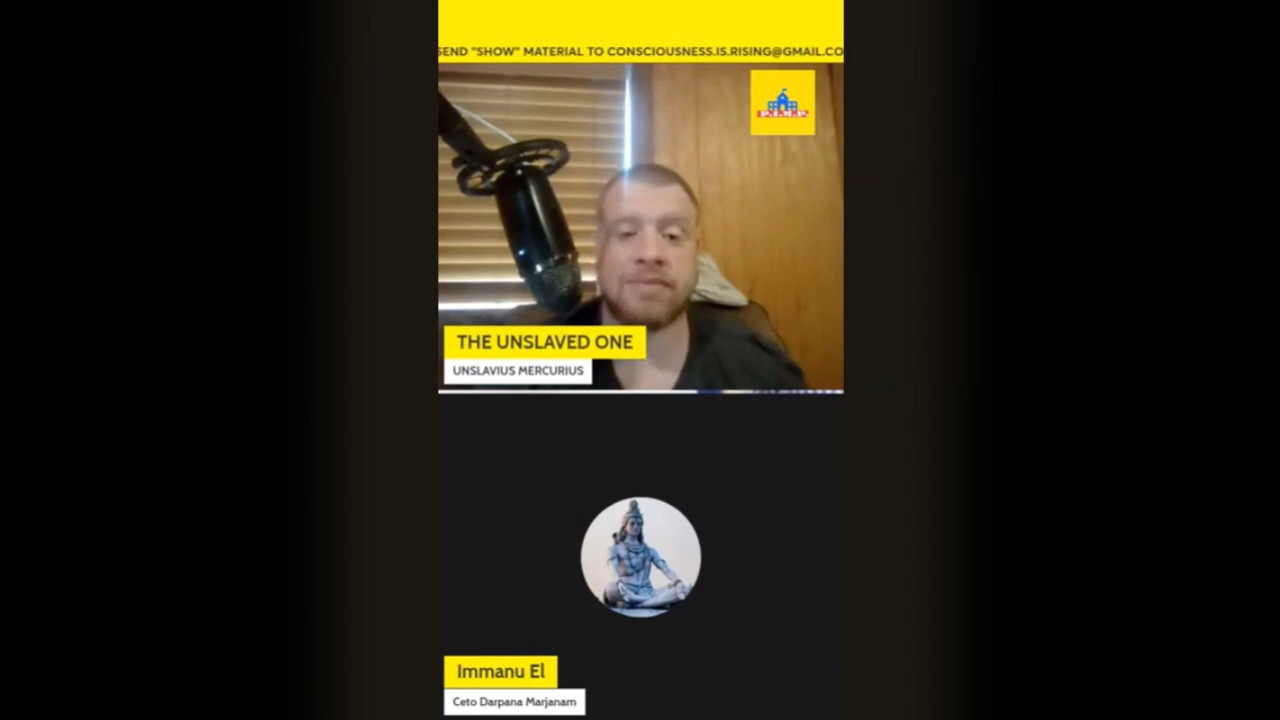 SEND "SHOW" MATERIAL TO CONSCIOUSNESS.IS.RISING@GMAIL.CO
THE UNSLAVED ONE
UNSLAVIUS MERCURIUS
Immanu El
Ceto Darpana Marjanam